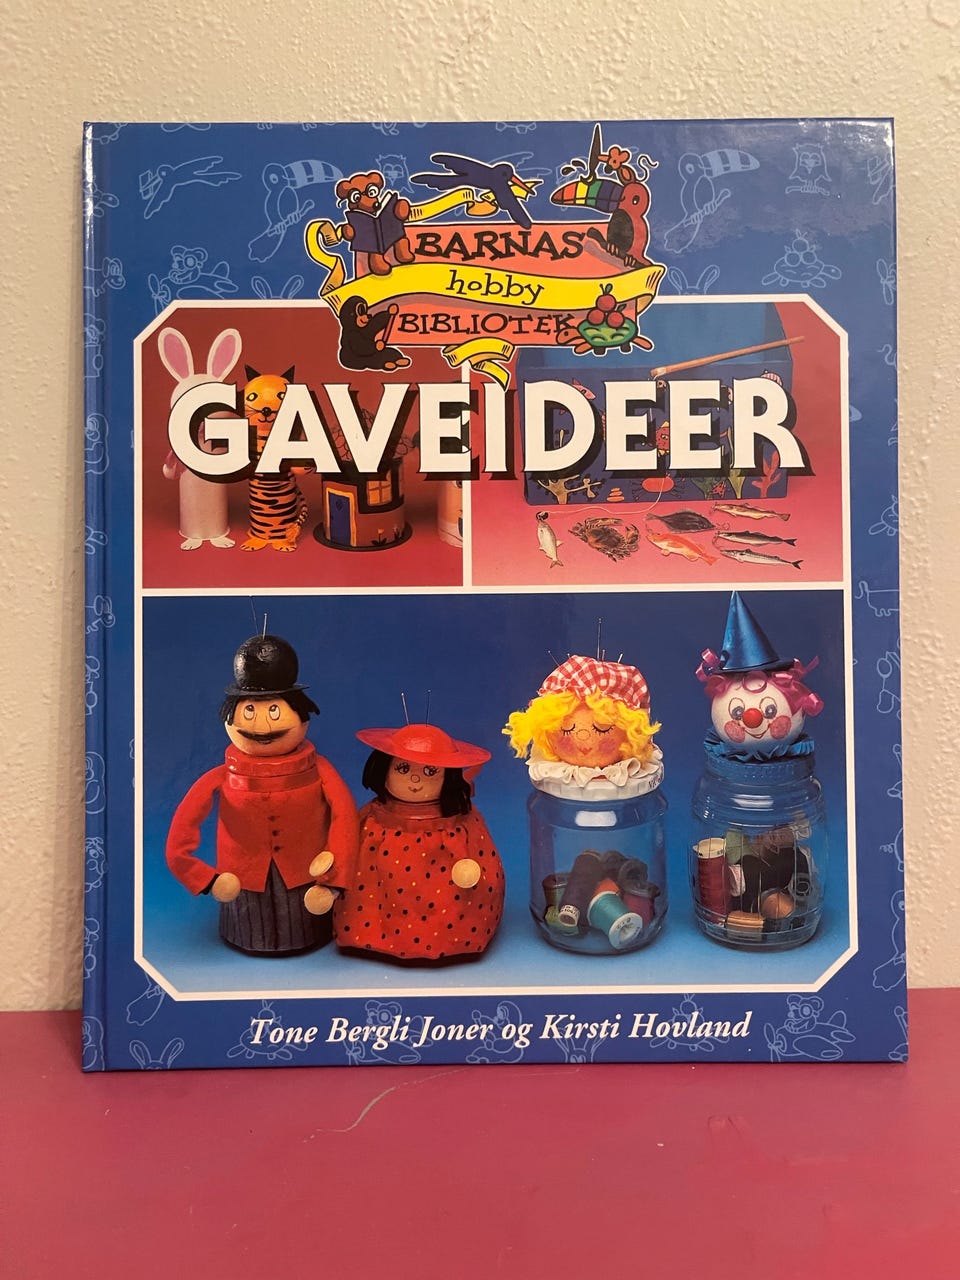 BARNAS
hobby
BIBLIOTEK
GAVEIDEER
Tone Bergli Joner og Kirsti Hovland